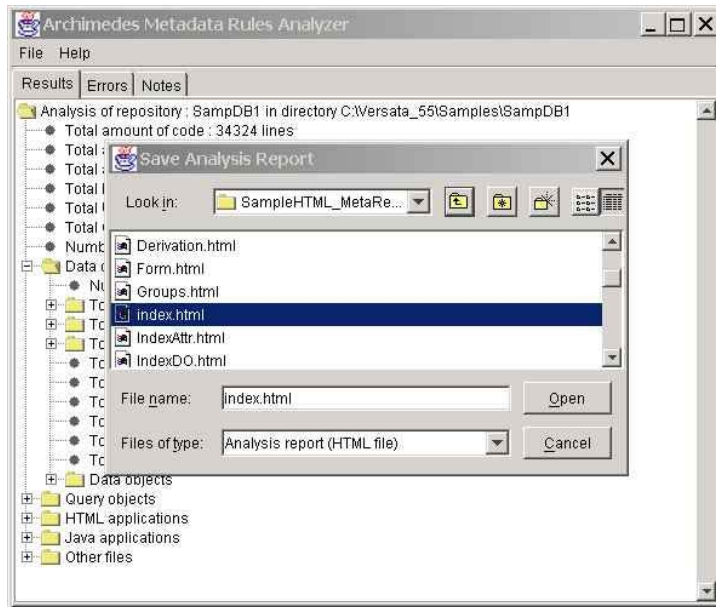 Archimedes Metadata Rules Analyzer
File Help
Results Errors Notes
Analysis of repository : SampDB1 in directory C:\Versata_55\Samples\SampDB1
Total amount of code : 34324 lines
Total
Total
Total
Total
Total
Numb
Data
Save Analysis Report
Look in: SampleHTML_MetaRe...
Derivation.html
Form.html
Groups.html
index.html
IndexAttr.html
IndexDO.html
File name: index.html Open
Files of type: Analysis report (HTML file) Cancel
Data objects
Query objects
HTML applications
Java applications
Other files